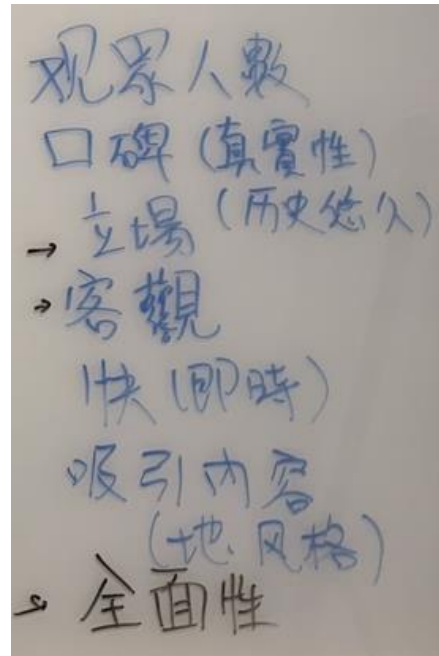 观眾人數
口碑 (真實性)
(历史悠久)
→ 立場
→ 客觀
快 (即時)
吸引內容
(地、风格)
→ 全面性